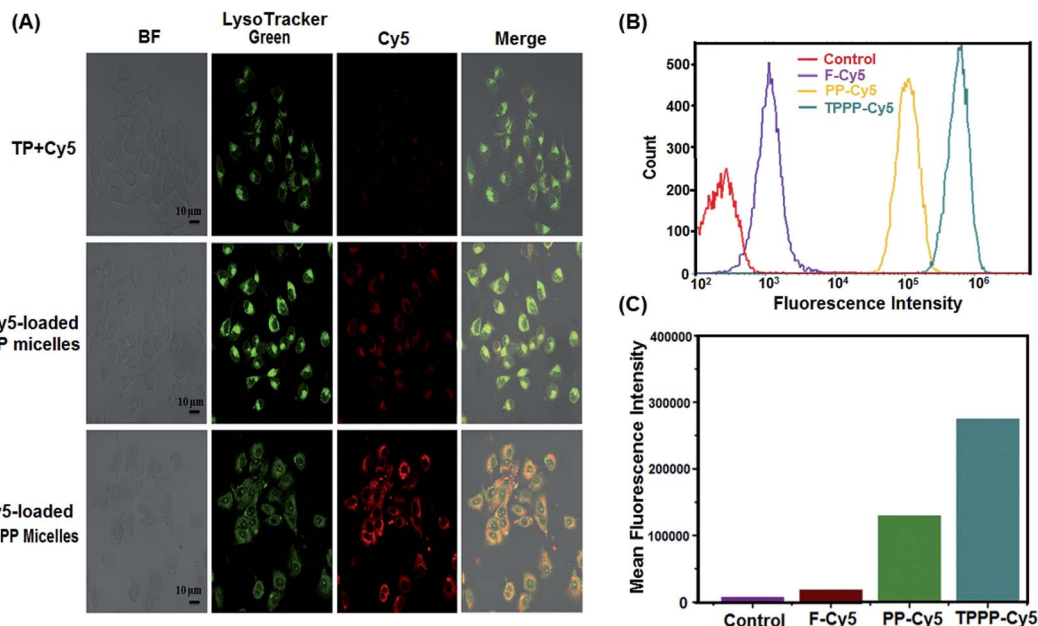 (A)
BF
LysoTracker
Green
Cy5
Merge
TP+Cy5
10 μm
y5-loaded
P micelles
10 μm
y5-loaded
PP Micelles
10 μm
(B)
Control
F-Cy5
PP-Cy5
TPPP-Cy5
500
400
300
200
100
0
Count
10²
10³
10⁴
10⁵
10⁶
Fluorescence Intensity
(C)
400000
300000
200000
100000
0
Mean Fluorescence Intensity
Control
F-Cy5
PP-Cy5
TPPP-Cy5